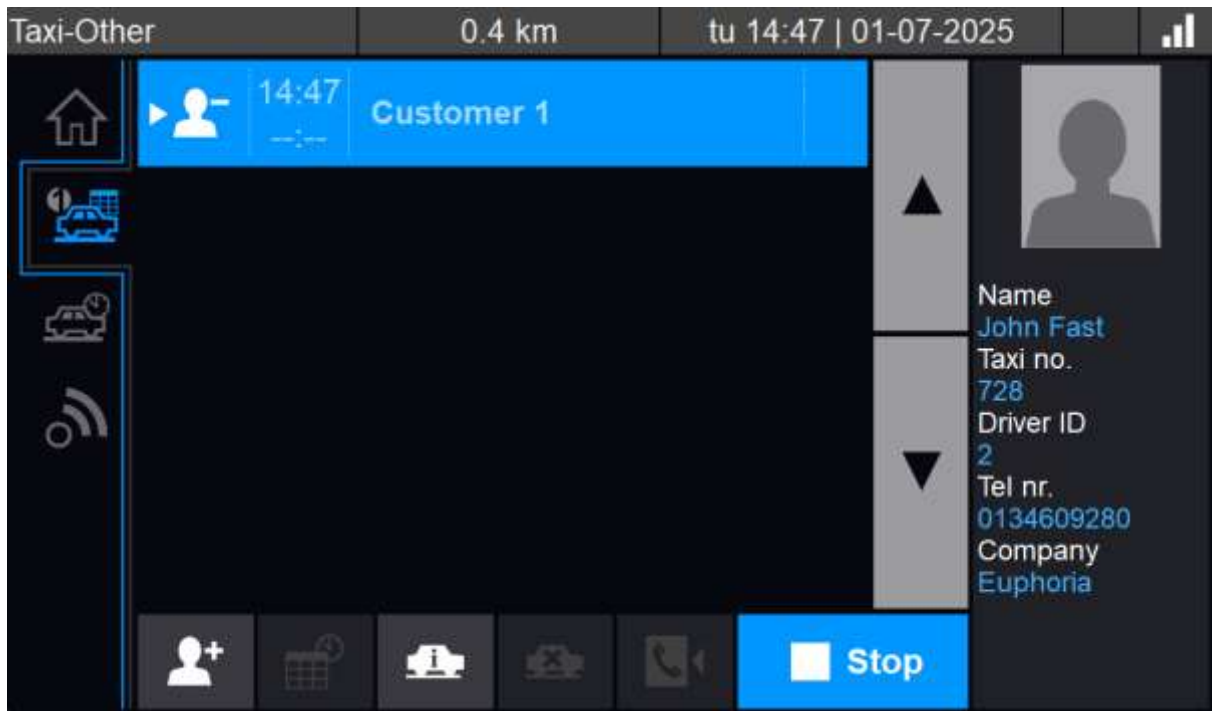 Taxi-Other 0.4 km tu 14:47 | 01-07-2025
14:47 Customer 1
--:--
1
Name
John Fast
Taxi no.
728
Driver ID
2
Tel nr.
0134609280
Company
Euphoria
i
Stop